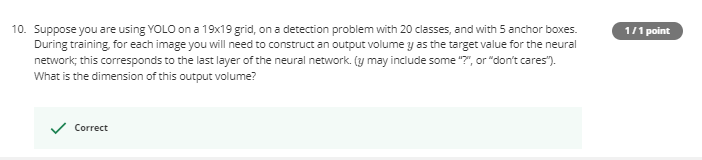 10. Suppose you are using YOLO on a 19x19 grid, on a detection problem with 20 classes, and with 5 anchor boxes.
1 / 1 point
During training, for each image you will need to construct an output volume y as the target value for the neural
network; this corresponds to the last layer of the neural network. (y may include some "?", or "don't cares").
What is the dimension of this output volume?
Correct